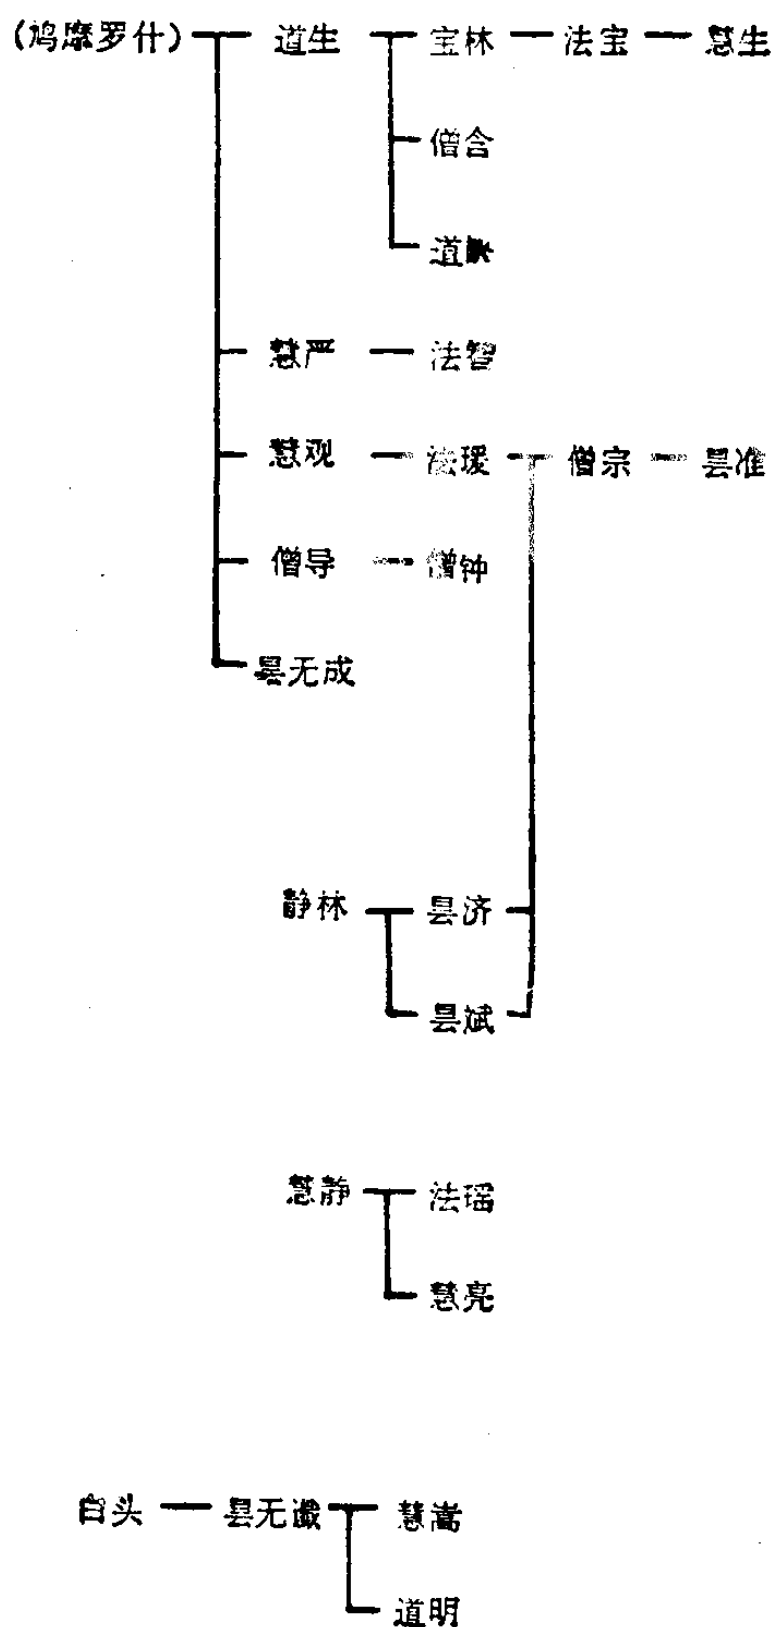 (鸠摩罗什) 道生 宝林 法宝 慧生
僧含
道猷
慧严 法智
慧观 法瑗 僧宗 昙准
僧导 僧钟
昙无成
静林 昙济
昙斌
慧静 法瑶
慧亮
白头 昙无谶 慧嵩
道明